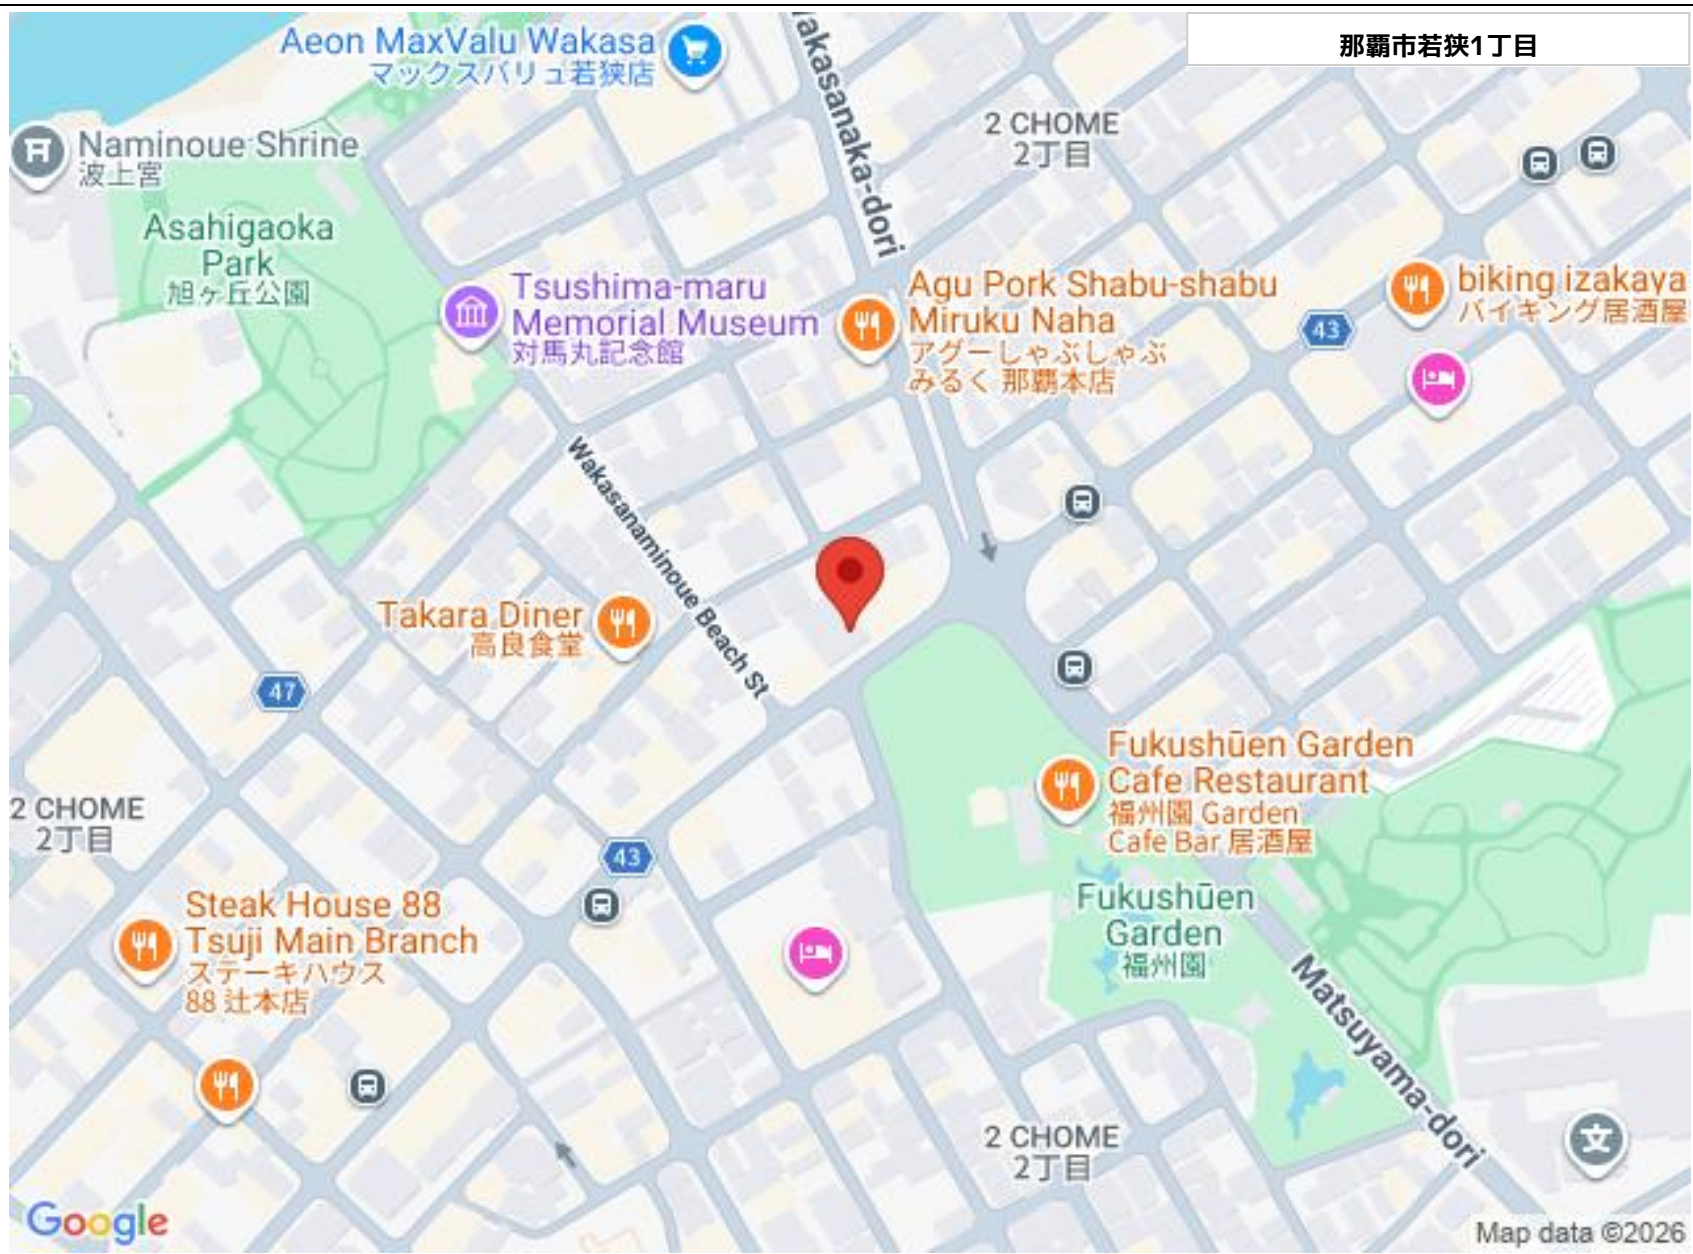 那覇市若狭1丁目
Aeon MaxValu Wakasa
マックスバリュ若狭店
akasanaka-dori
2 CHOME
2丁目
Naminoue Shrine
波上宮
Asahigaoka
Park
旭ヶ丘公園
Tsushima-maru
Memorial Museum
対馬丸記念館
Agu Pork Shabu-shabu
Miruku Naha
アグーしゃぶしゃぶ
みるく 那覇本店
biking izakaya
バイキング居酒屋
43
Wakasanaminoue Beach St
Takara Diner
高良食堂
47
Fukushūen Garden
Cafe Restaurant
福州園 Garden
Cafe Bar 居酒屋
2 CHOME
2丁目
43
Steak House 88
Tsuji Main Branch
ステーキハウス
88 辻本店
Fukushūen
Garden
福州園
Matsuyama-dori
2 CHOME
2丁目
文
Google
Map data ©2026